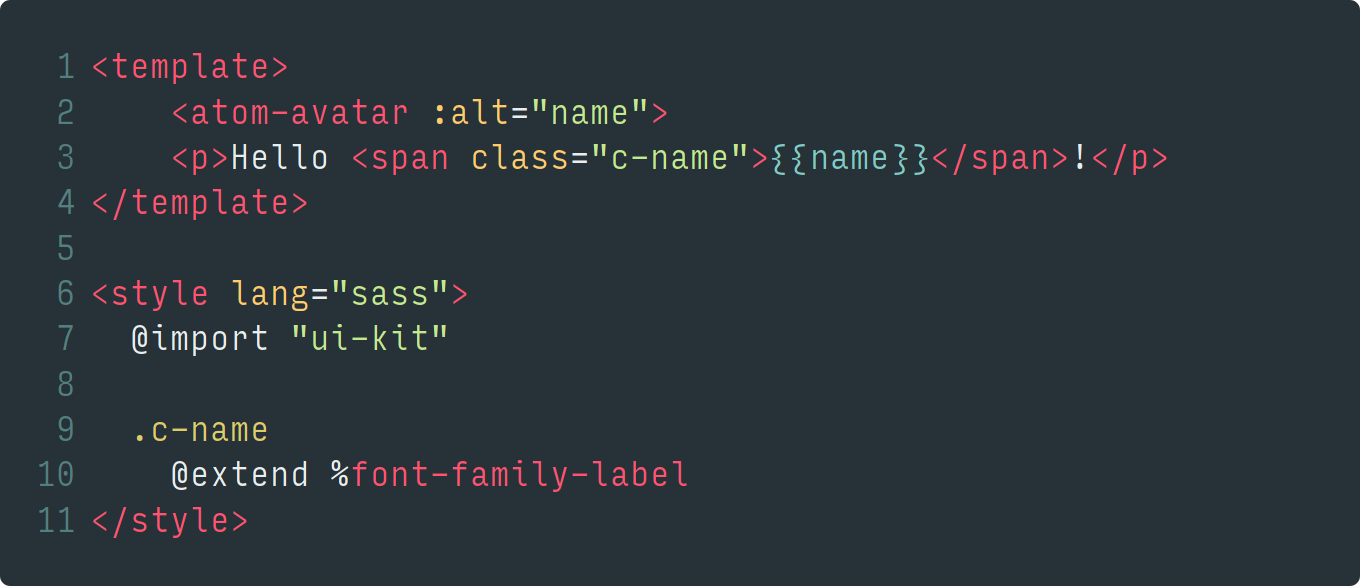 1 <template>
2     <atom-avatar :alt="name">
3     <p>Hello <span class="c-name">{{name}}</span>!</p>
4 </template>
5
6 <style lang="sass">
7   @import "ui-kit"
8
9   .c-name
10     @extend %font-family-label
11 </style>